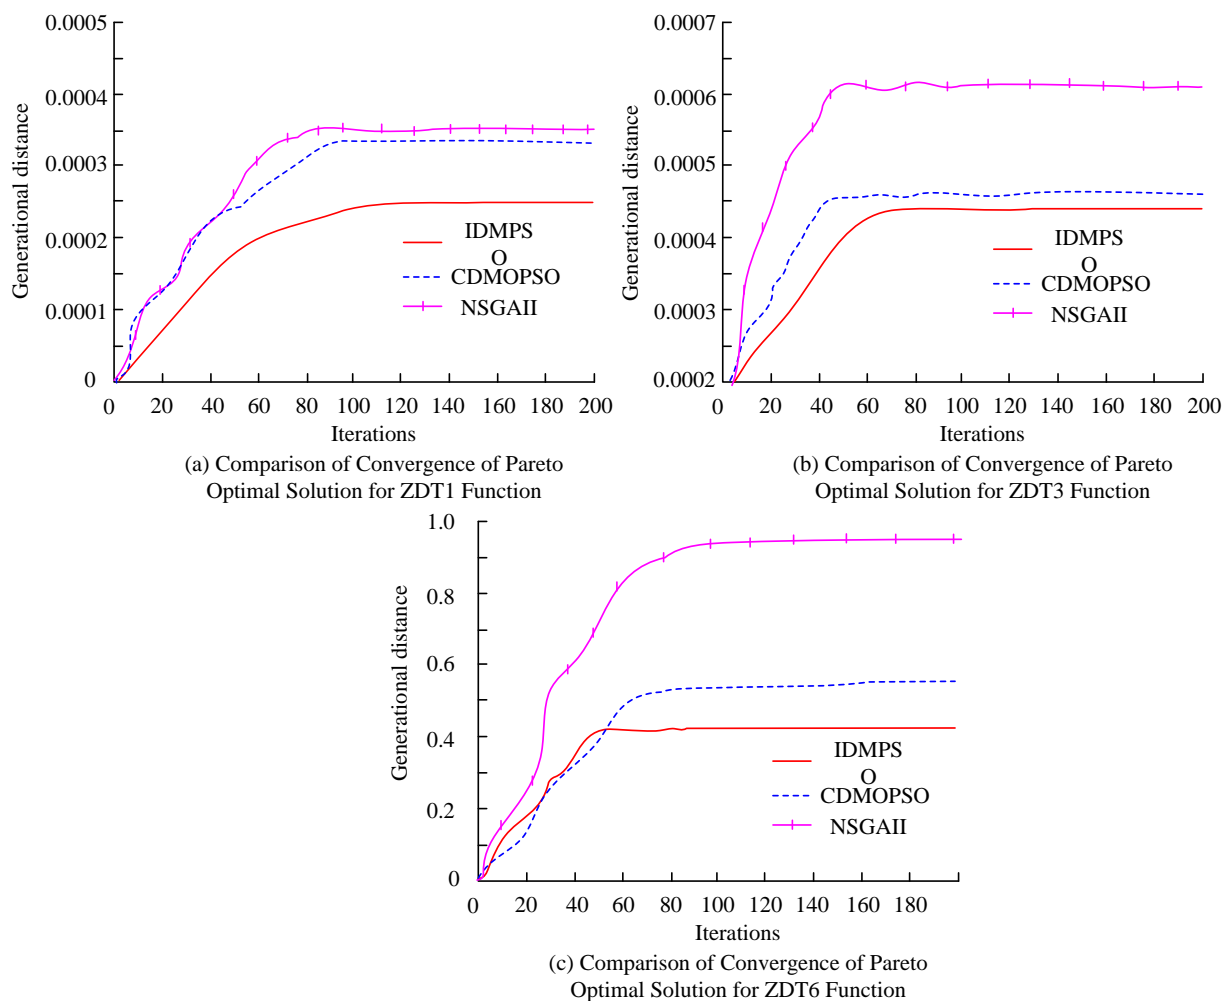 0.0005
0.0004
0.0003
0.0002
0.0001
0
Generational distance
IDMPS
O
CDMOPSO
NSGAII
0 20 40 60 80 100 120 140 160 180 200
Iterations
(a) Comparison of Convergence of Pareto
Optimal Solution for ZDT1 Function
0.0007
0.0006
0.0005
0.0004
0.0003
0.0002
Generational distance
IDMPS
O
CDMOPSO
NSGAII
0 20 40 60 80 100 120 140 160 180 200
Iterations
(b) Comparison of Convergence of Pareto
Optimal Solution for ZDT3 Function
1.0
0.8
0.6
0.4
0.2
0
Generational distance
IDMPS
O
CDMOPSO
NSGAII
0 20 40 60 80 100 120 140 160 180
Iterations
(c) Comparison of Convergence of Pareto
Optimal Solution for ZDT6 Function